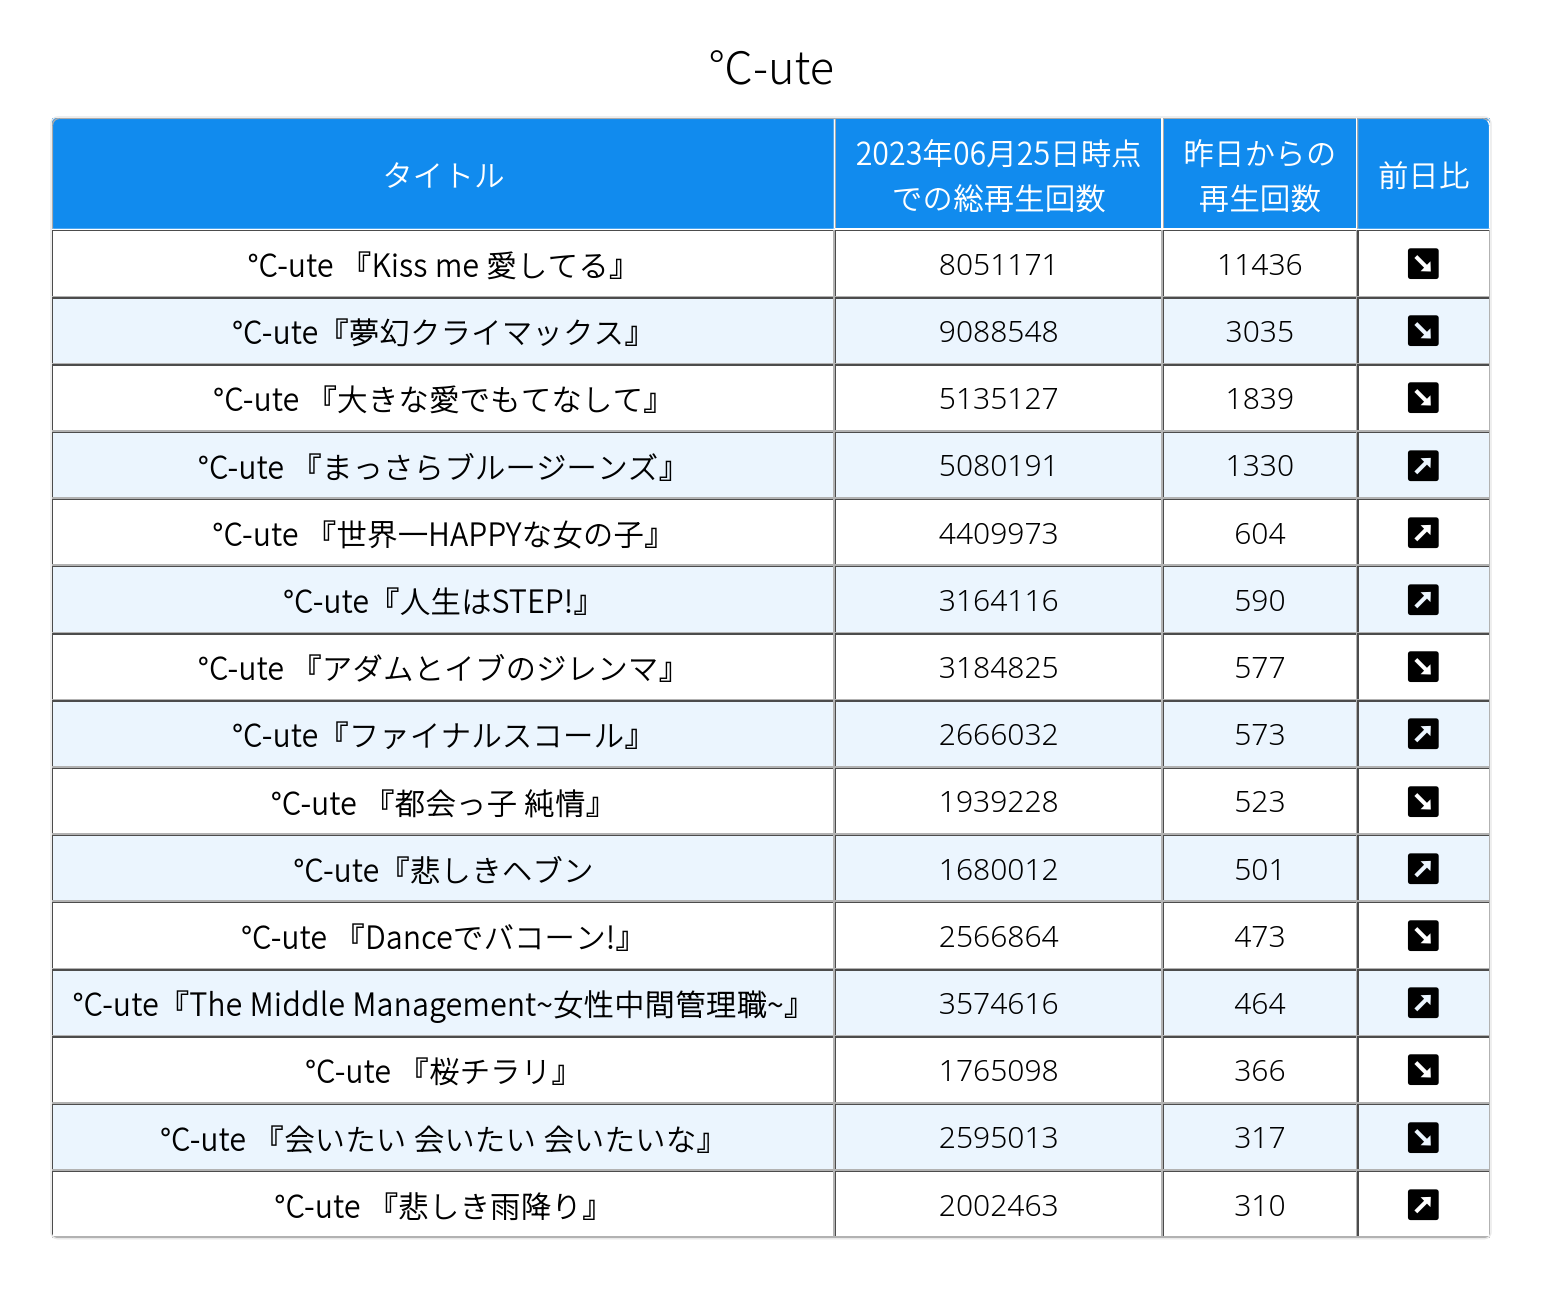 ℃-ute
タイトル
2023年06月25日時点
での総再生回数
昨日からの
再生回数
前日比
℃-ute 『Kiss me 愛してる』 8051171 11436
℃-ute『夢幻クライマックス』 9088548 3035
℃-ute 『大きな愛でもてなして』 5135127 1839
℃-ute 『まっさらブルージーンズ』 5080191 1330
℃-ute 『世界一HAPPYな女の子』 4409973 604
℃-ute『人生はSTEP!』 3164116 590
℃-ute 『アダムとイブのジレンマ』 3184825 577
℃-ute『ファイナルスコール』 2666032 573
℃-ute 『都会っ子 純情』 1939228 523
℃-ute『悲しきヘブン 1680012 501
℃-ute 『Danceでバコーン!』 2566864 473
℃-ute『The Middle Management~女性中間管理職~』 3574616 464
℃-ute 『桜チラリ』 1765098 366
℃-ute 『会いたい 会いたい 会いたいな』 2595013 317
℃-ute 『悲しき雨降り』 2002463 310